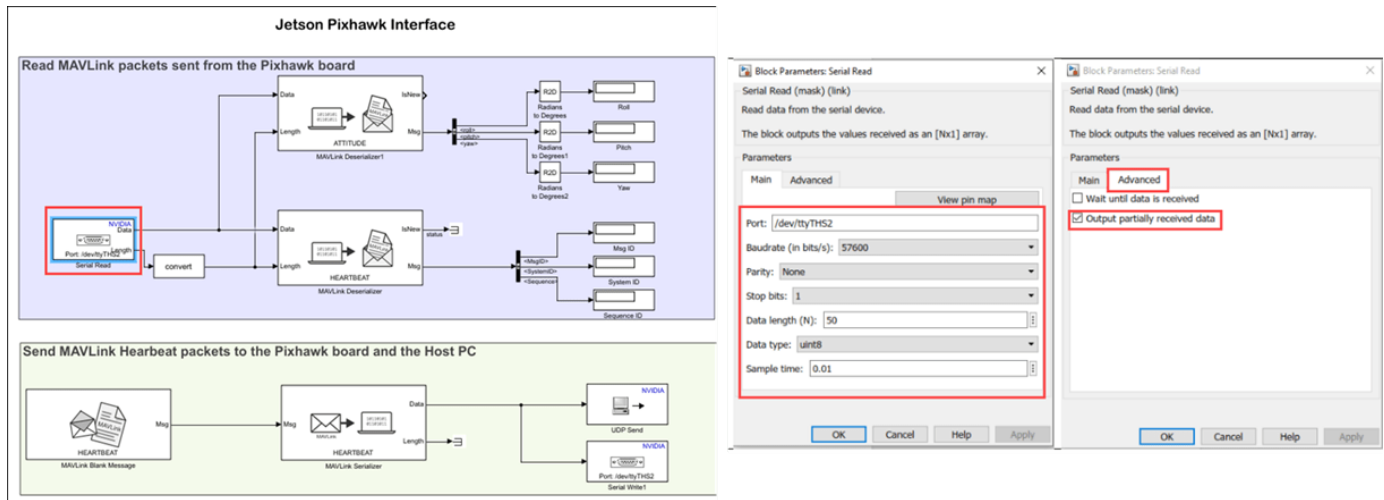 Jetson Pixhawk Interface
Read MAVLink packets sent from the Pixhawk board
Data
IsNew
Length
Msg
ATTITUDE
MAVLink Deserializer1
<roll>
<pitch>
<yaw>
R2D
Radians
to Degrees
Roll
R2D
Radians
to Degrees1
Pitch
R2D
Radians
to Degrees2
Yaw
NVIDIA
Data
Length
Port: /dev/ttyTHS2
Serial Read
convert
Data
IsNew
status
Length
Msg
HEARTBEAT
MAVLink Deserializer
<MsgID>
<SystemID>
<Sequence>
Msg ID
System ID
Sequence ID
Send MAVLink Hearbeat packets to the Pixhawk board and the Host PC
MAVLink
Msg
HEARTBEAT
MAVLink Blank Message
Msg
MAVLink
Data
Length
HEARTBEAT
MAVLink Serializer
NVIDIA
UDP Send
NVIDIA
Port: /dev/ttyTHS2
Serial Write1
Block Parameters: Serial Read
Serial Read (mask) (link)
Read data from the serial device.
The block outputs the values received as an [Nx1] array.
Parameters
Main Advanced
View pin map
Port: /dev/ttyTHS2
Baudrate (in bits/s): 57600
Parity: None
Stop bits: 1
Data length (N): 50
Data type: uint8
Sample time: 0.01
OK Cancel Help Apply
Block Parameters: Serial Read
Serial Read (mask) (link)
Read data from the serial device.
The block outputs the values received as an [Nx1] array.
Parameters
Main Advanced
Wait until data is received
Output partially received data
OK Cancel Help Apply